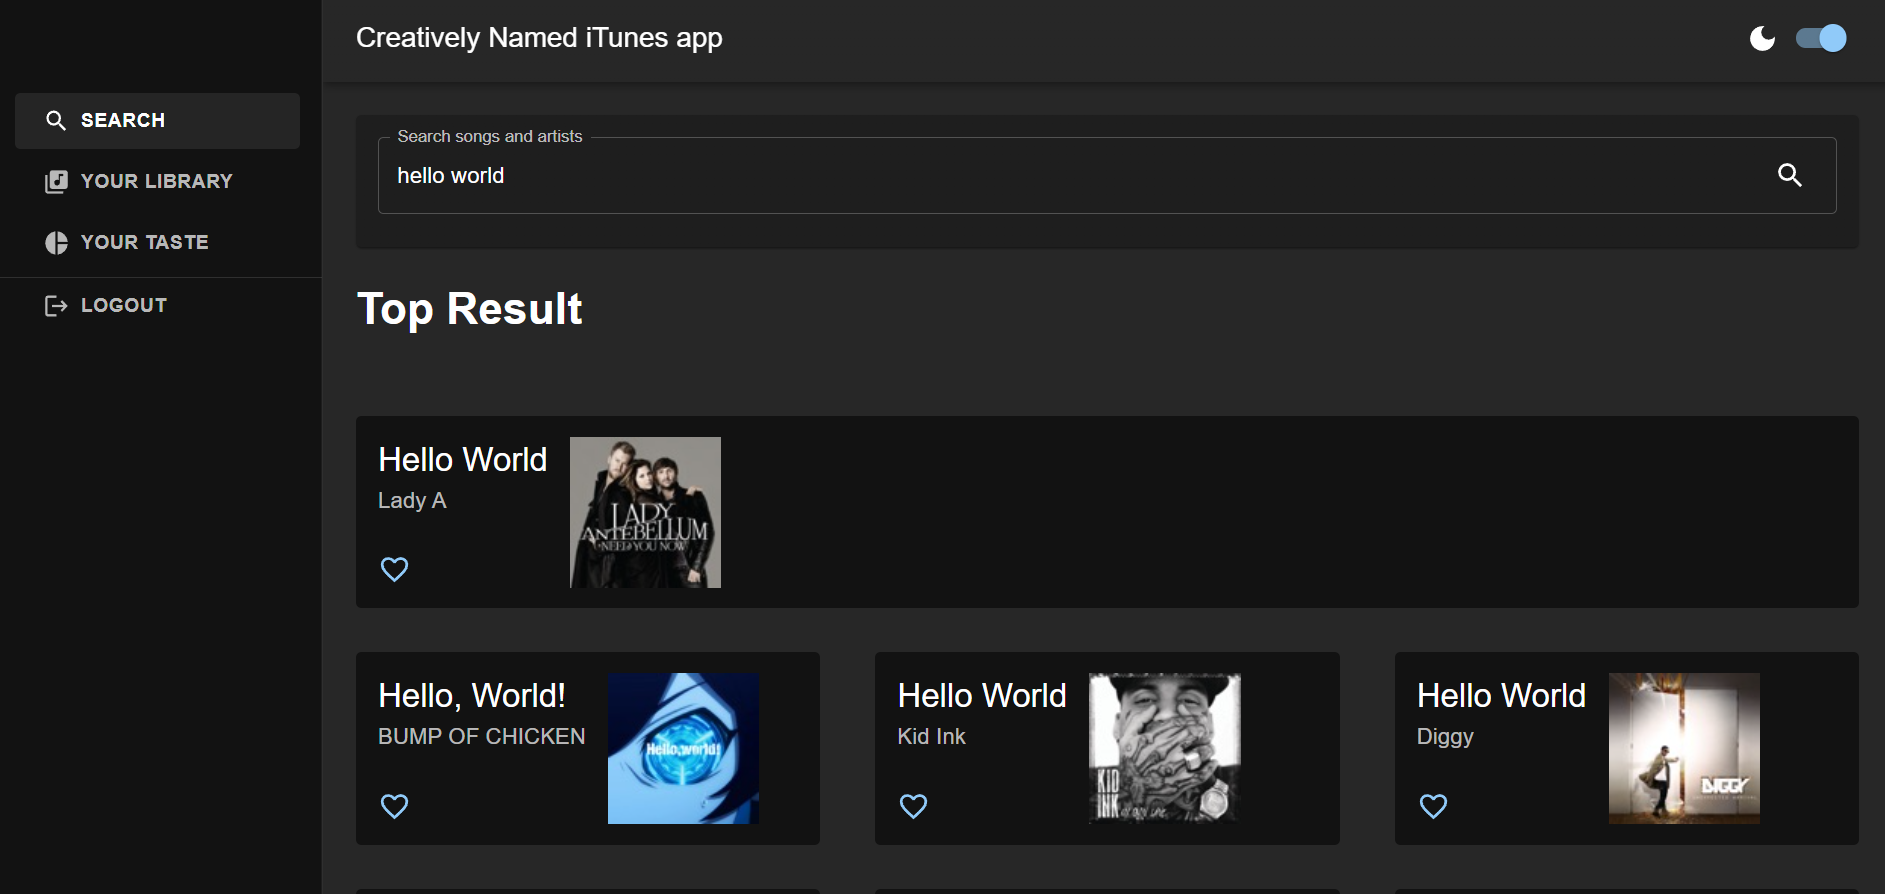 Creatively Named iTunes app
SEARCH
YOUR LIBRARY
YOUR TASTE
LOGOUT
Search songs and artists
hello world
Top Result
Hello World
Lady A
LADY
ANTEBELLUM
NEED YOU NOW
Hello, World!
BUMP OF CHICKEN
Hello,world!
Hello World
Kid Ink
KID
INK
Hello World
Diggy
DIGGY